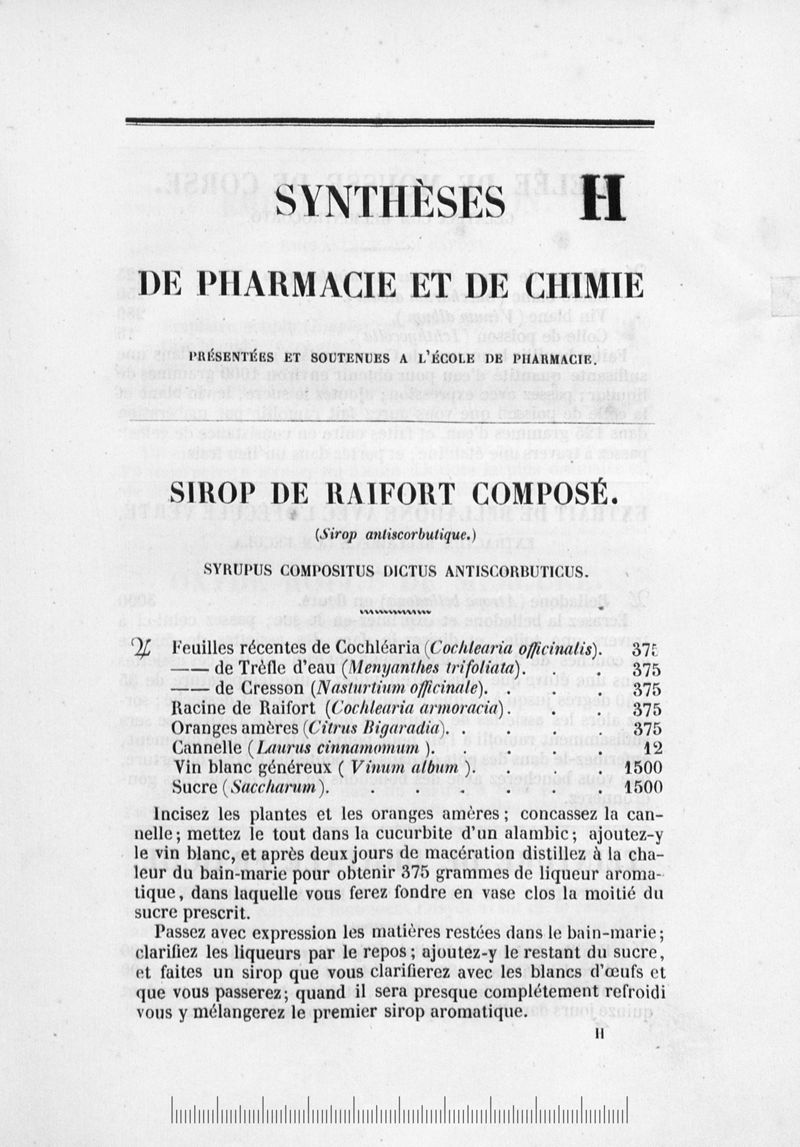 SYNTHÈSES H
DE PHARMACIE ET DE CHIMIE
PRÉSENTÉES ET SOUTENUES A L'ÉCOLE DE PHARMACIE.
SIROP DE RAIFORT COMPOSÉ.
(Sirop antiscorbutique.)
SYRUPUS COMPOSITUS DICTUS ANTISCORBUTICUS.
♃ Feuilles récentes de Cochléaria (Cochlearia officinalis). 375
—— de Trèfle d'eau (Menyanthes trifoliata). . . 375
—— de Cresson (Nasturtium officinale). . . . 375
Racine de Raifort (Cochlearia armoracia). . . 375
Oranges amères (Citrus Bigaradia). . . . . 375
Cannelle (Laurus cinnamomum ). . . . . 12
Vin blanc généreux ( Vinum album ). . . . 1500
Sucre (Saccharum). . . . . . . 1500
Incisez les plantes et les oranges amères ; concassez la can-
nelle; mettez le tout dans la cucurbite d'un alambic; ajoutez-y
le vin blanc, et après deux jours de macération distillez à la cha-
leur du bain-marie pour obtenir 375 grammes de liqueur aroma-
tique, dans laquelle vous ferez fondre en vase clos la moitié du
sucre prescrit.
Passez avec expression les matières restées dans le bain-marie;
clarifiez les liqueurs par le repos; ajoutez-y le restant du sucre,
et faites un sirop que vous clarifierez avec les blancs d'œufs et
que vous passerez; quand il sera presque complétement refroidi
vous y mélangerez le premier sirop aromatique.
H